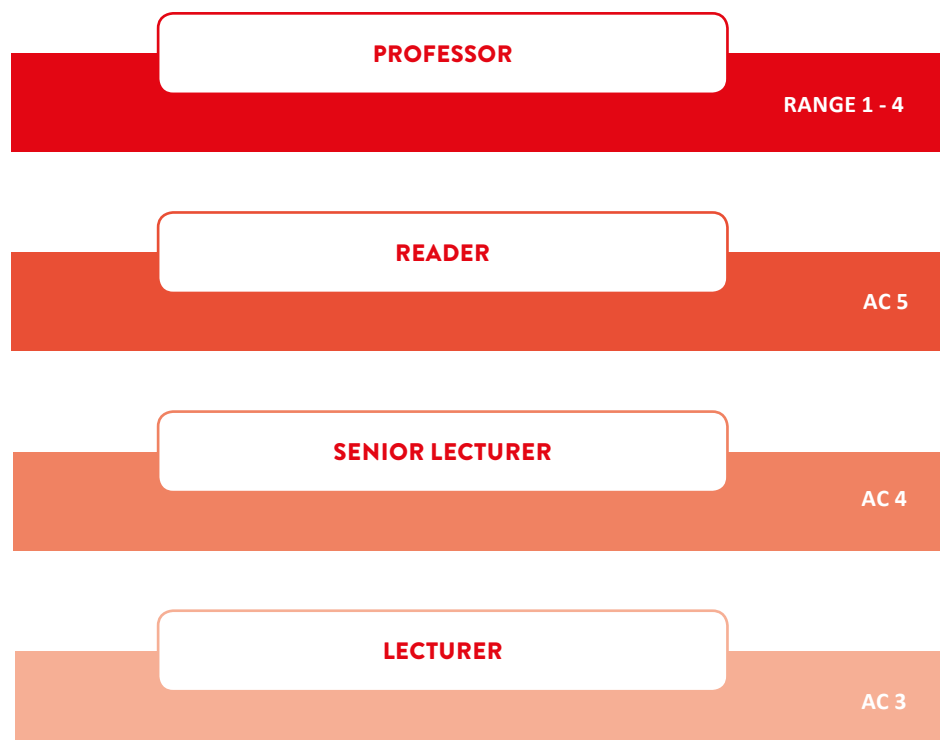 PROFESSOR
RANGE 1 - 4
READER
AC 5
SENIOR LECTURER
AC 4
LECTURER
AC 3